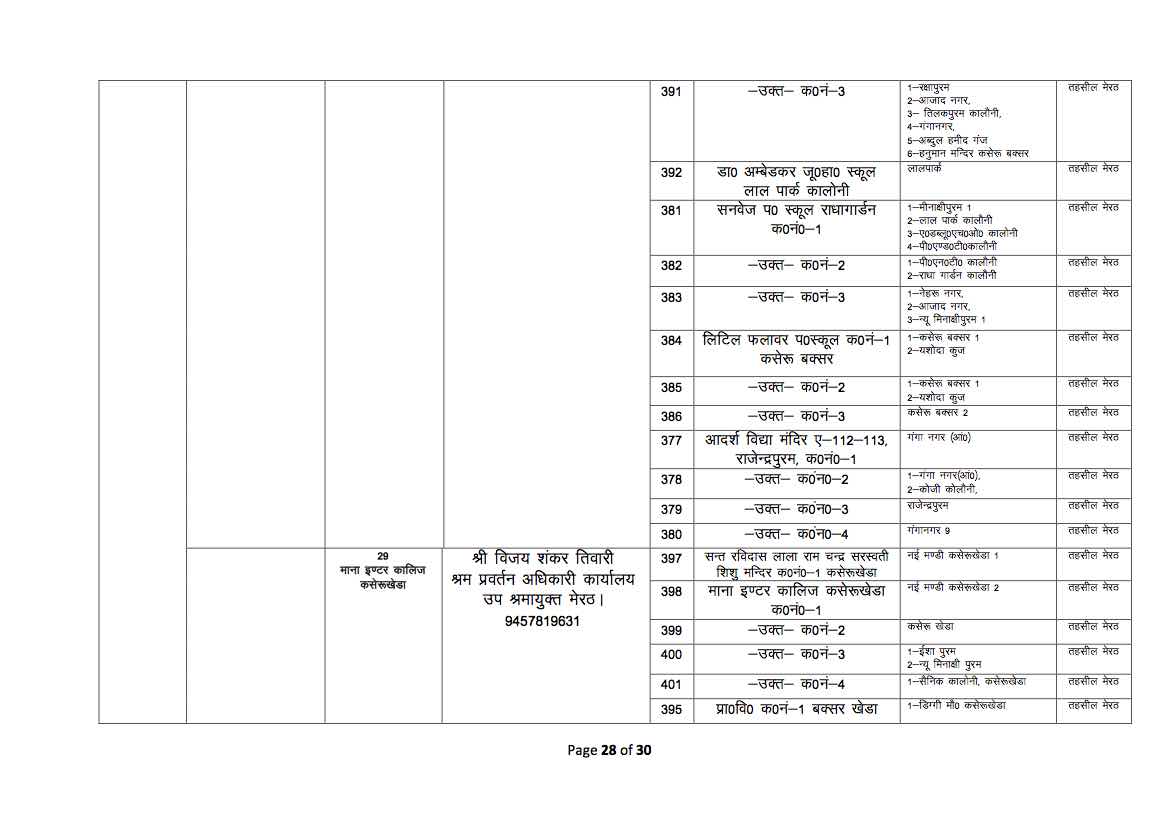 391
–उक्त– क0नं–3
1–रक्षापुरम
2–आजाद नगर,
3– तिलकपुरम कालौनी,
4–गंगानगर,
5–अब्दुल हमीद गंज
6–हनुमान मन्दिर कसेरू बक्सर
तहसील मेरठ
392
डा0 अम्बेडकर जू0हा0 स्कूल
लाल पार्क कालोनी
लालपार्क
तहसील मेरठ
381
सनवेज प0 स्कूल राधागार्डन
क0नं0–1
1–मीनाक्षीपुरम 1
2–लाल पार्क कालौनी
3–ए0डब्लू0एच0ओ0 कालोनी
4–पी0एण्ड0टी0कालौनी
तहसील मेरठ
382
–उक्त– क0नं–2
1–पी0एन0टी0 कालौनी
2–राधा गार्डन कालौनी
तहसील मेरठ
383
–उक्त– क0नं–3
1–नेहरू नगर,
2–आजाद नगर,
3–न्यू मिनाक्षीपुरम 1
तहसील मेरठ
384
लिटिल फलावर प0स्कूल क0नं–1
कसेरू बक्सर
1–कसेरू बक्सर 1
2–यशोदा कुज
तहसील मेरठ
385
–उक्त– क0नं–2
1–कसेरू बक्सर 1
2–यशोदा कुज
तहसील मेरठ
386
–उक्त– क0नं–3
कसेरू बक्सर 2
तहसील मेरठ
377
आदर्श विद्या मंदिर ए–112–113,
राजेन्द्रपुरम, क0नं0–1
गंगा नगर (आं0)
तहसील मेरठ
378
–उक्त– क0नं0–2
1–गंगा नगर(आं0),
2–कोजी कोलौनी,
तहसील मेरठ
379
–उक्त– क0नं0–3
राजेन्द्रपुरम
तहसील मेरठ
380
–उक्त– क0नं0–4
गंगानगर 9
तहसील मेरठ
29
माना इण्टर कालिज
कसेरूखेडा
श्री विजय शंकर तिवारी
श्रम प्रवर्तन अधिकारी कार्यालय
उप श्रमायुक्त मेरठ।
9457819631
397
सन्त रविदास लाला राम चन्द्र सरस्वती
शिशु मन्दिर क0नं0–1 कसेरूखेडा
नई मण्डी कसेरूखेडा 1
तहसील मेरठ
398
माना इण्टर कालिज कसेरूखेडा
क0नं0–1
नई मण्डी कसेरूखेडा 2
तहसील मेरठ
399
–उक्त– क0नं–2
कसेरू खेडा
तहसील मेरठ
400
–उक्त– क0नं–3
1–ईशा पुरम
2–न्यू मिनाक्षी पुरम
तहसील मेरठ
401
–उक्त– क0नं–4
1–सैनिक कालोनी, कसेरूखेडा
तहसील मेरठ
395
प्रा0वि0 क0नं–1 बक्सर खेडा
1–डिग्गी मौ0 कसेरूखेडा
तहसील मेरठ
Page 28 of 30